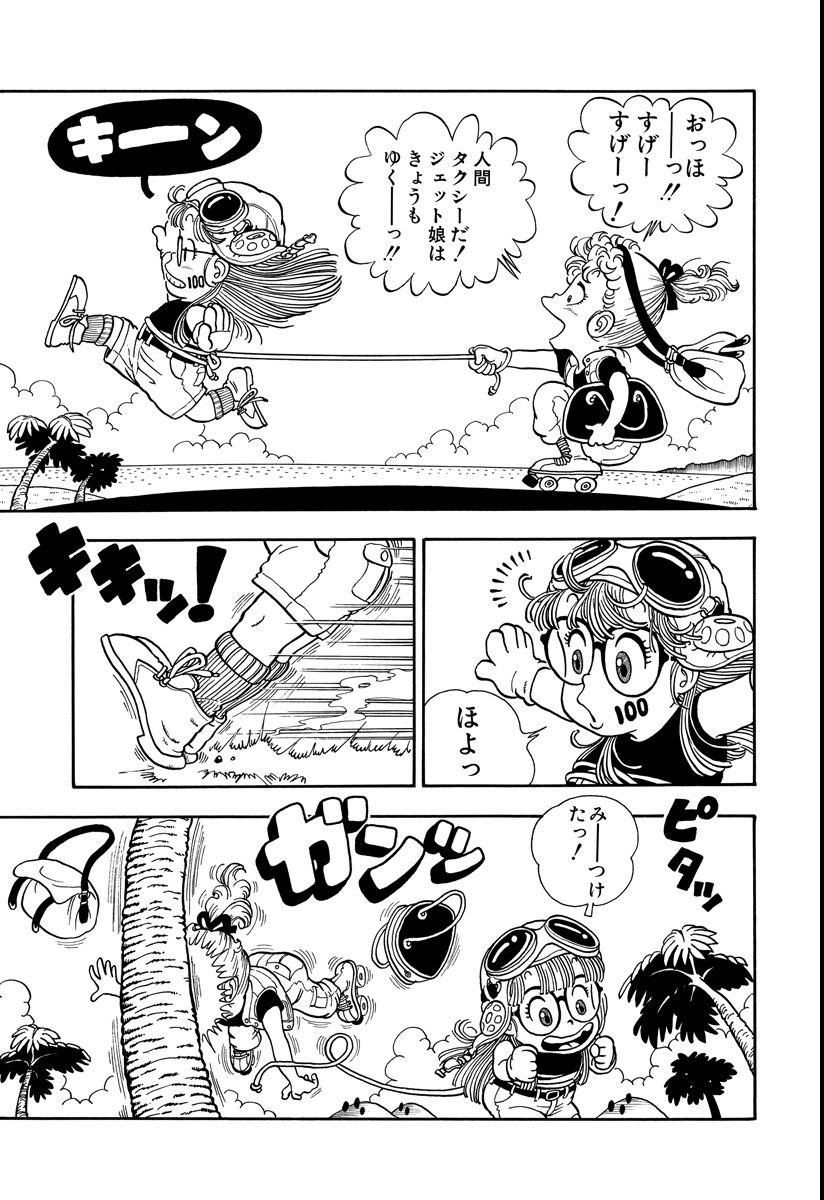 おっほ
ーーっ!!
すげー
すげーっ!
人間
タクシーだ!
ジェット娘は
きょうも
ゆくーーっ!!
キーーン
100
ほよっ
100
キキッ!
ピタッ
みーーつけ
たっ!
ガンッ